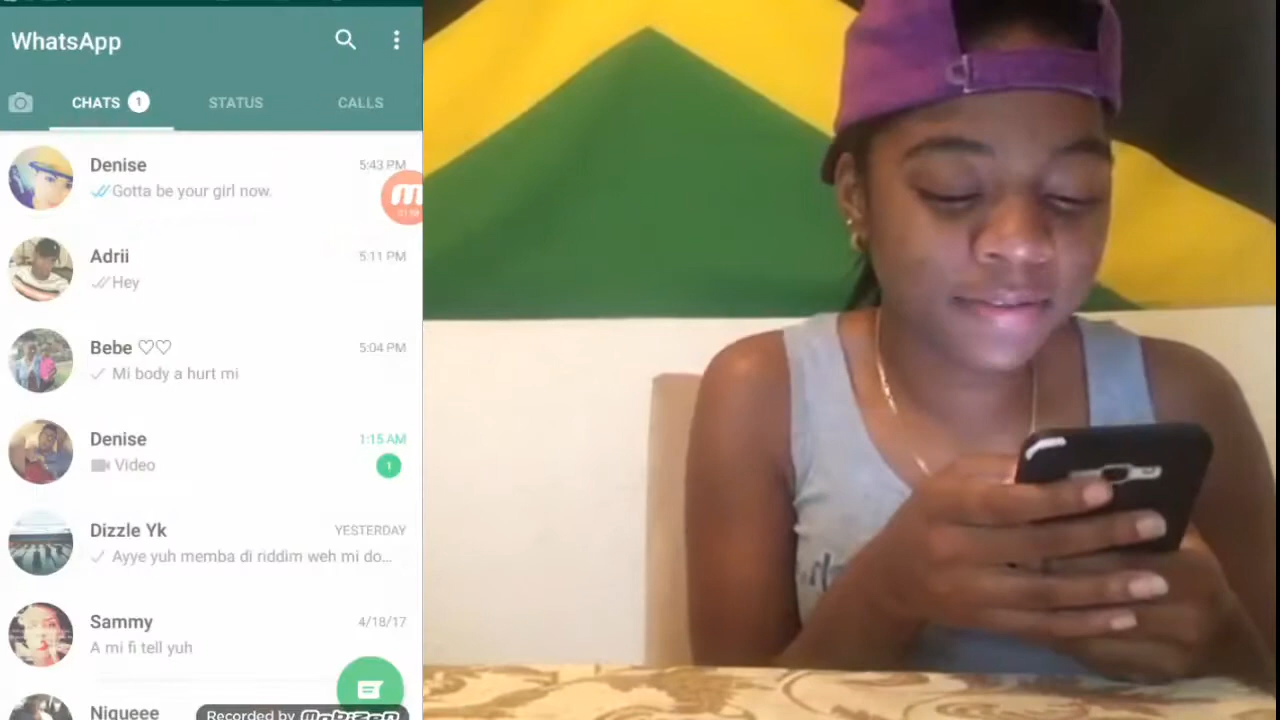 WhatsApp
CHATS 1
STATUS
CALLS
Denise 5:43 PM
Gotta be your girl now.
Adrii 5:11 PM
Hey
Bebe ♡♡ 5:04 PM
Mi body a hurt mi
Denise 1:15 AM
Video 1
Dizzle Yk YESTERDAY
Ayye yuh memba di riddim weh mi do...
Sammy 4/18/17
A mi fi tell yuh
Niqueee
Recorded by MOBIZEN